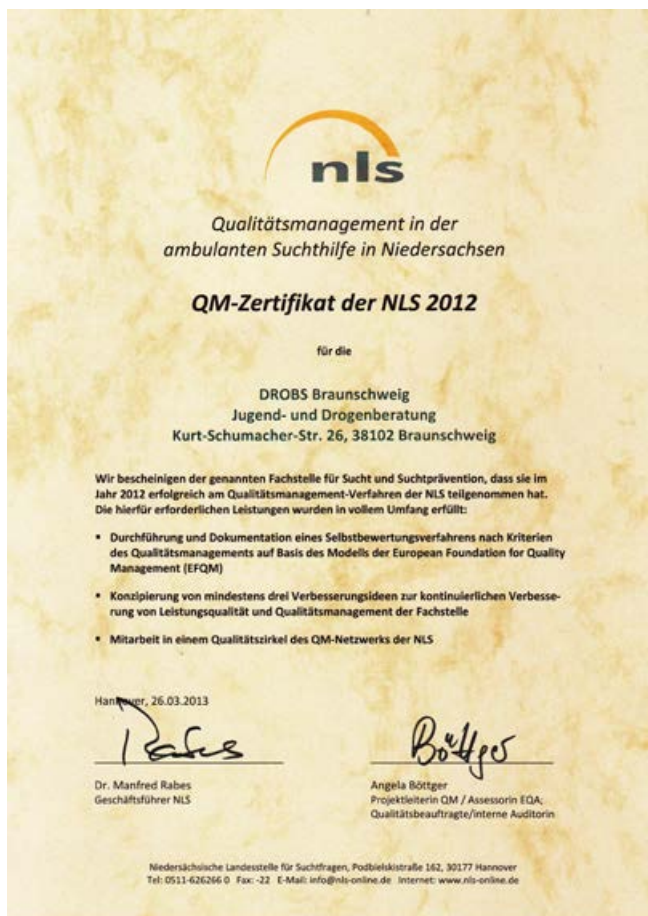 nls
Qualitätsmanagement in der
ambulanten Suchthilfe in Niedersachsen
QM-Zertifikat der NLS 2012
für die
DROBS Braunschweig
Jugend- und Drogenberatung
Kurt-Schumacher-Str. 26, 38102 Braunschweig
Wir bescheinigen der genannten Fachstelle für Sucht und Suchtprävention, dass sie im
Jahr 2012 erfolgreich am Qualitätsmanagement-Verfahren der NLS teilgenommen hat.
Die hierfür erforderlichen Leistungen wurden in vollem Umfang erfüllt:
▪ Durchführung und Dokumentation eines Selbstbewertungsverfahrens nach Kriterien
des Qualitätsmanagements auf Basis des Modells der European Foundation for Quality
Management (EFQM)
▪ Konzipierung von mindestens drei Verbesserungsideen zur kontinuierlichen Verbesse-
rung von Leistungsqualität und Qualitätsmanagement der Fachstelle
▪ Mitarbeit in einem Qualitätszirkel des QM-Netzwerks der NLS
Hannover, 26.03.2013
Rabes
Böttger
Dr. Manfred Rabes
Geschäftsführer NLS
Angela Böttger
Projektleiterin QM / Assessorin EQA;
Qualitätsbeauftragte/interne Auditorin
Niedersächsische Landesstelle für Suchtfragen, Podbielskistraße 162, 30177 Hannover
Tel: 0511-626266 0 Fax: -22 E-Mail: info@nls-online.de Internet: www.nls-online.de